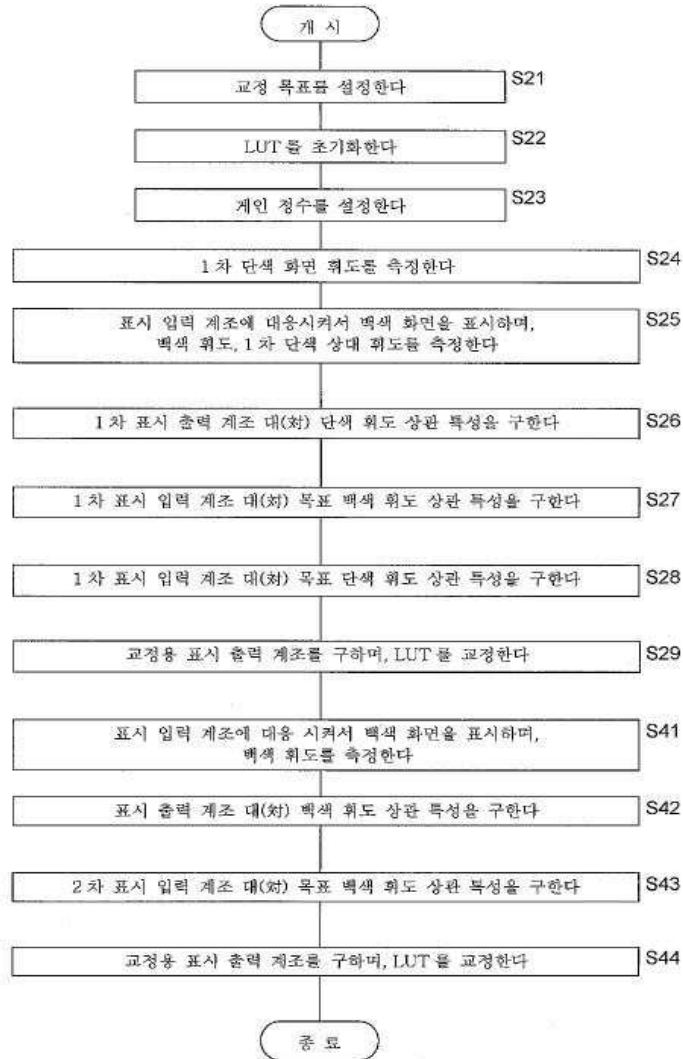 개 시
교정 목표를 설정한다
S21
LUT를 초기화한다
S22
게인 정수를 설정한다
S23
1차 단색 화면 휘도를 측정한다
S24
표시 입력 계조에 대응시켜서 백색 화면을 표시하며,
백색 휘도, 1차 단색 상대 휘도를 측정한다
S25
1차 표시 출력 계조 대(対) 단색 휘도 상관 특성을 구한다
S26
1차 표시 입력 계조 대(対) 목표 백색 휘도 상관 특성을 구한다
S27
1차 표시 입력 계조 대(対) 목표 단색 휘도 상관 특성을 구한다
S28
교정용 표시 출력 계조를 구하며, LUT를 교정한다
S29
표시 입력 계조에 대응 시켜서 백색 화면을 표시하며,
백색 휘도를 측정한다
S41
표시 출력 계조 대(対) 백색 휘도 상관 특성을 구한다
S42
2차 표시 입력 계조 대(対) 목표 백색 휘도 상관 특성을 구한다
S43
교정용 표시 출력 계조를 구하며, LUT를 교정한다
S44
종 료